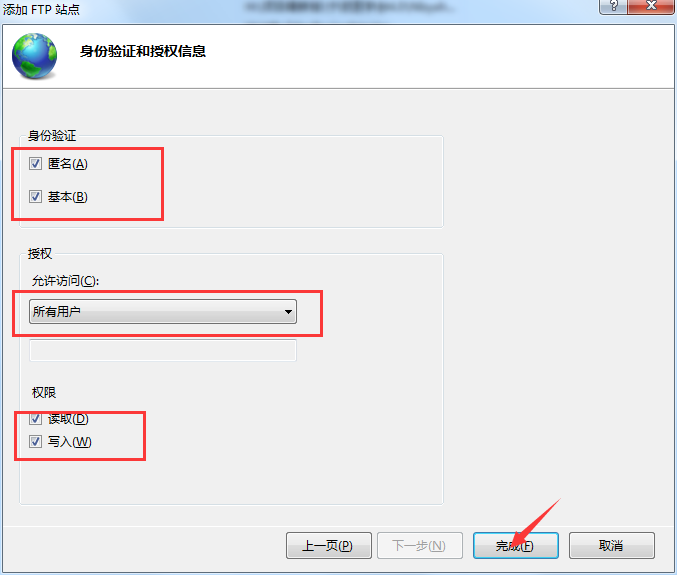 添加 FTP 站点
身份验证和授权信息
身份验证
匿名(A)
基本(B)
授权
允许访问(C):
所有用户
权限
读取(D)
写入(W)
上一页(P)
下一步(N)
完成(F)
取消